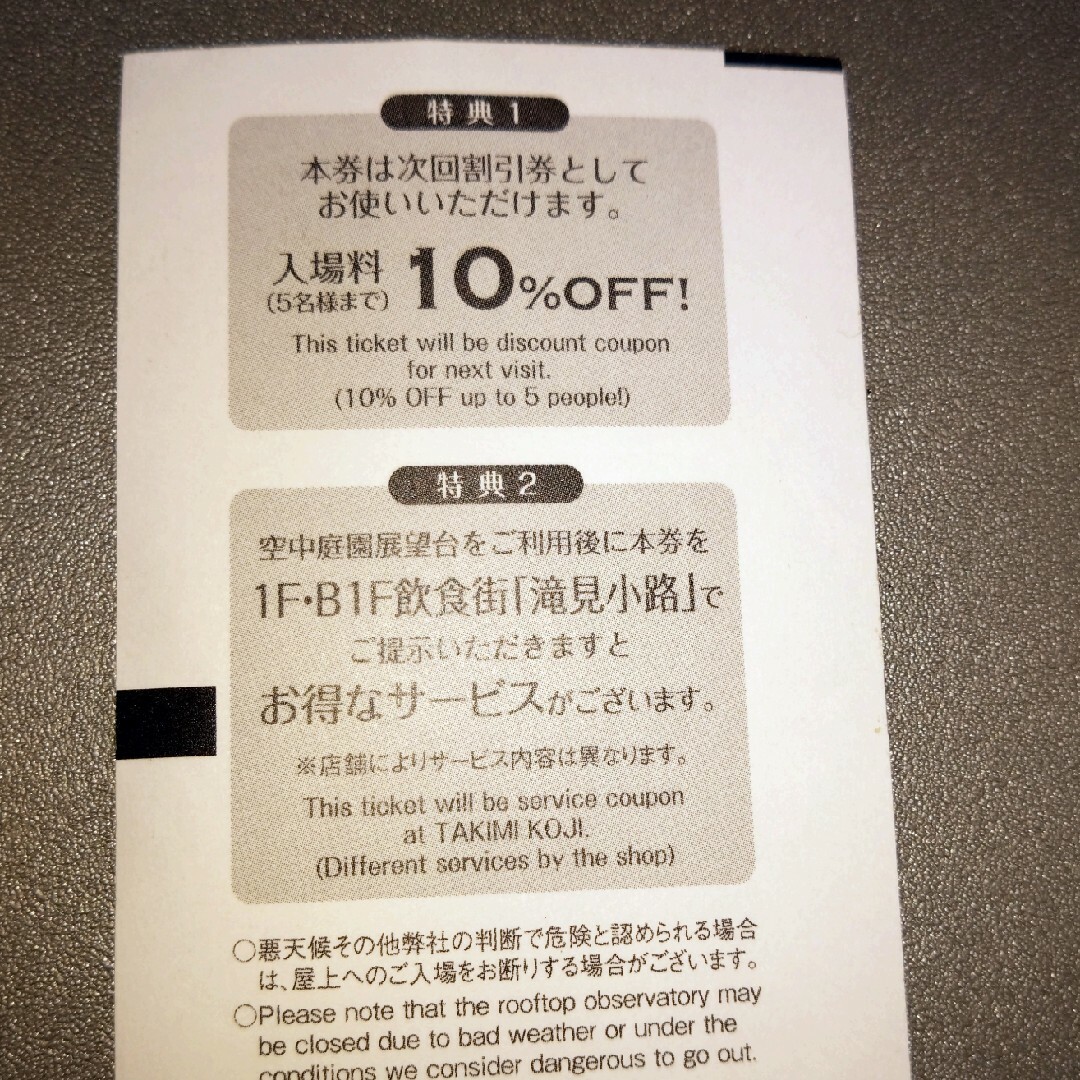 特典1
本券は次回割引券として
お使いいただけます。
入場料
(5名様まで)
10%OFF!
This ticket will be discount coupon
for next visit.
(10% OFF up to 5 people!)
特典2
空中庭園展望台をご利用後に本券を
1F・B1F飲食街「滝見小路」で
ご提示いただきますと
お得なサービスがございます。
※店舗によりサービス内容は異なります。
This ticket will be service coupon
at TAKIMI KOJI.
(Different services by the shop)
○悪天候その他弊社の判断で危険と認められる場合
は、屋上へのご入場をお断りする場合がございます。
○Please note that the rooftop observatory may
be closed due to bad weather or under the
conditions we consider dangerous to go out.